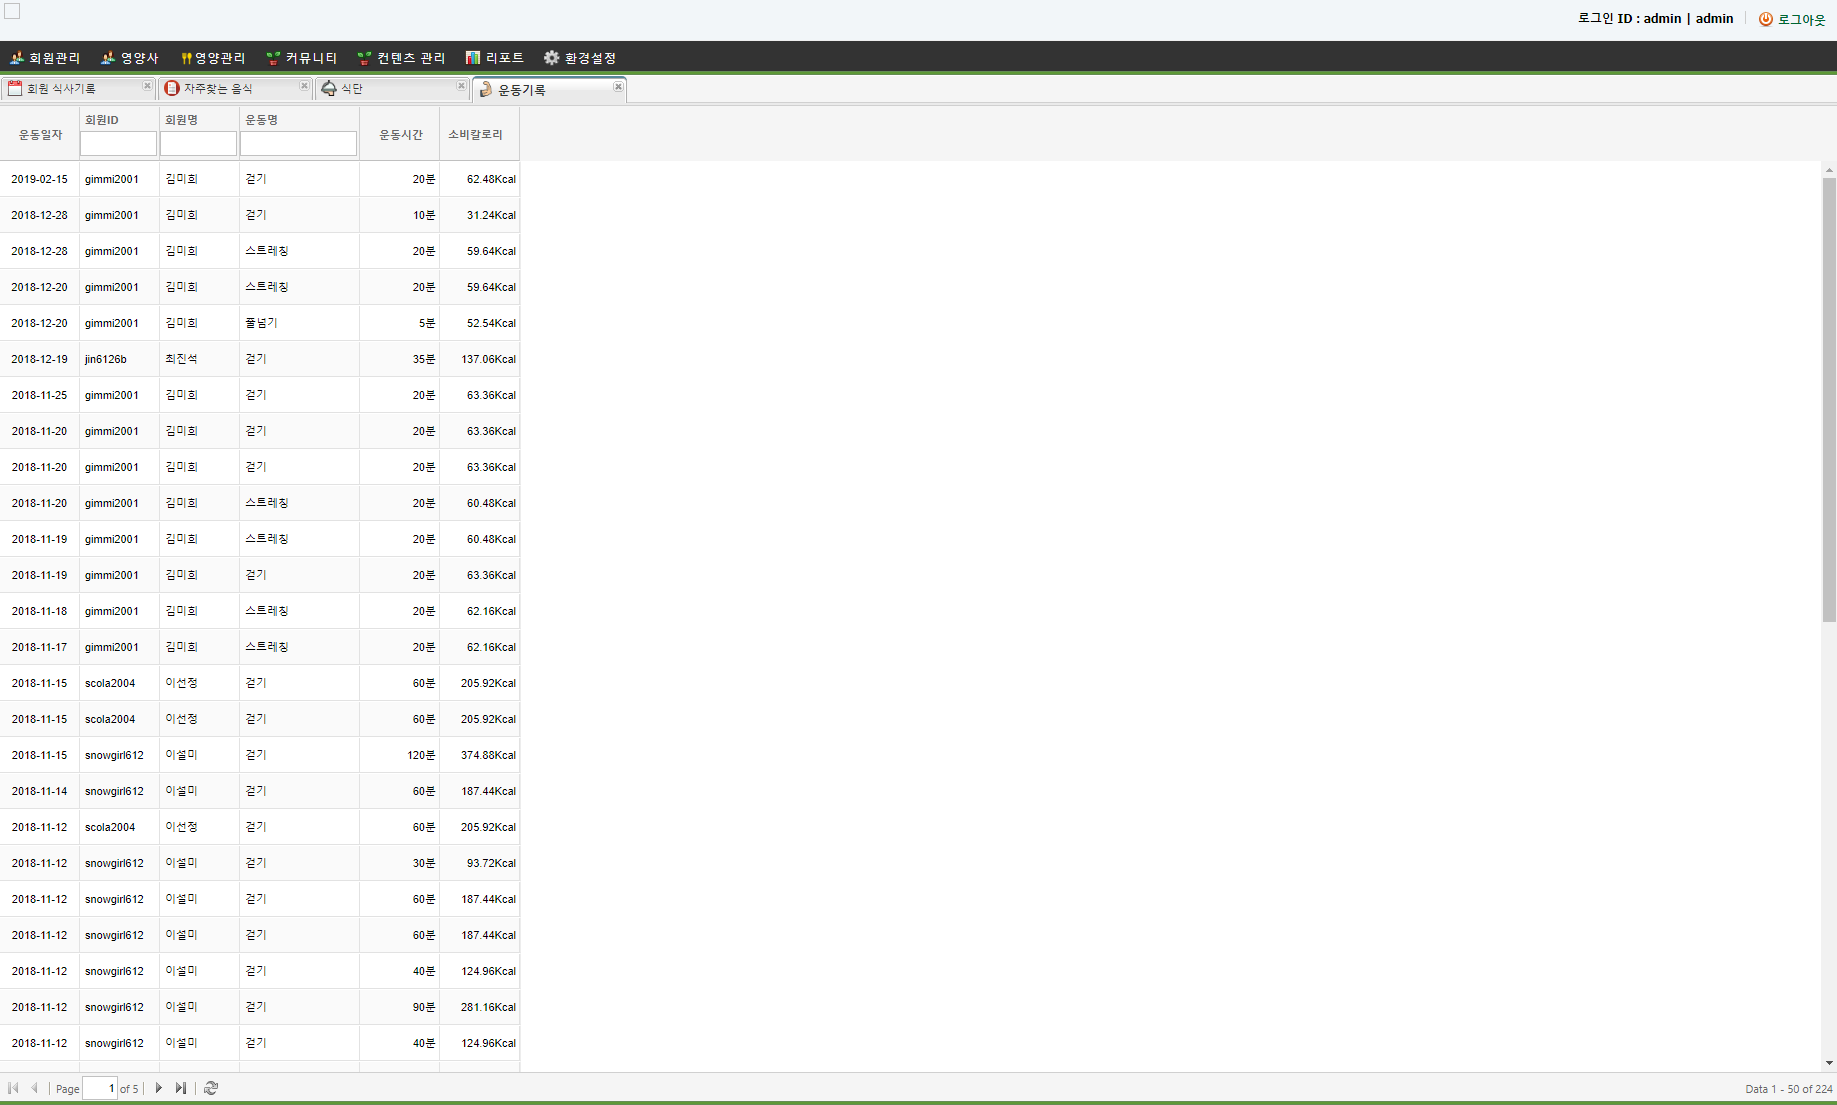 로그인 ID : admin | admin 로그아웃
회원관리 영양사 영양관리 커뮤니티 컨텐츠 관리 리포트 환경설정
회원 식사기록 자주찾는 음식 식단 운동기록
운동일자 회원ID 회원명 운동명 운동시간 소비칼로리
2019-02-15 gimmi2001 김미희 걷기 20분 62.48Kcal
2018-12-28 gimmi2001 김미희 걷기 10분 31.24Kcal
2018-12-28 gimmi2001 김미희 스트레칭 20분 59.64Kcal
2018-12-20 gimmi2001 김미희 스트레칭 20분 59.64Kcal
2018-12-20 gimmi2001 김미희 줄넘기 5분 52.54Kcal
2018-12-19 jin6126b 최진석 걷기 35분 137.06Kcal
2018-11-25 gimmi2001 김미희 걷기 20분 63.36Kcal
2018-11-20 gimmi2001 김미희 걷기 20분 63.36Kcal
2018-11-20 gimmi2001 김미희 걷기 20분 63.36Kcal
2018-11-20 gimmi2001 김미희 스트레칭 20분 60.48Kcal
2018-11-19 gimmi2001 김미희 스트레칭 20분 60.48Kcal
2018-11-19 gimmi2001 김미희 걷기 20분 63.36Kcal
2018-11-18 gimmi2001 김미희 스트레칭 20분 62.16Kcal
2018-11-17 gimmi2001 김미희 스트레칭 20분 62.16Kcal
2018-11-15 scola2004 이선정 걷기 60분 205.92Kcal
2018-11-15 scola2004 이선정 걷기 60분 205.92Kcal
2018-11-15 snowgirl612 이설미 걷기 120분 374.88Kcal
2018-11-14 snowgirl612 이설미 걷기 60분 187.44Kcal
2018-11-12 scola2004 이선정 걷기 60분 205.92Kcal
2018-11-12 snowgirl612 이설미 걷기 30분 93.72Kcal
2018-11-12 snowgirl612 이설미 걷기 60분 187.44Kcal
2018-11-12 snowgirl612 이설미 걷기 60분 187.44Kcal
2018-11-12 snowgirl612 이설미 걷기 40분 124.96Kcal
2018-11-12 snowgirl612 이설미 걷기 90분 281.16Kcal
2018-11-12 snowgirl612 이설미 걷기 40분 124.96Kcal
Page 1 of 5 Data 1 - 50 of 224